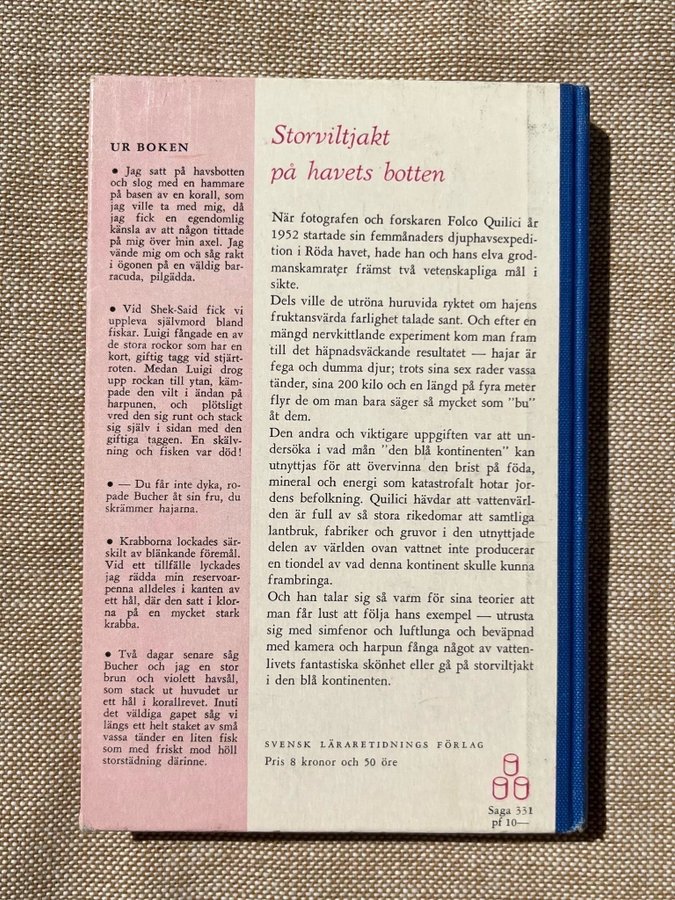 UR BOKEN
• Jag satt på havsbotten
och slog med en hammare
på basen av en korall, som
jag ville ta med mig, då
jag fick en egendomlig
känsla av att någon tittade
på mig över min axel. Jag
vände mig om och såg rakt
i ögonen på en väldig bar-
racuda, pilgädda.
• Vid Shek-Said fick vi
uppleva självmord bland
fiskar. Luigi fångade en av
de stora rockor som har en
kort, giftig tagg vid stjärt-
roten. Medan Luigi drog
upp rockan till ytan, käm-
pade den vilt i ändan på
harpunen, och plötsligt
vred den sig runt och stack
sig själv i sidan med den
giftiga taggen. En skälv-
ning och fisken var död!
• — Du får inte dyka, ro-
pade Bucher åt sin fru, du
skrämmer hajarna.
• Krabborna lockades sär-
skilt av blänkande föremål.
Vid ett tillfälle lyckades
jag rädda min reservoar-
penna alldeles i kanten av
ett hål, där den satt i klor-
na på en mycket stark
krabba.
• Två dagar senare såg
Bucher och jag en stor
brun och violett havsål,
som stack ut huvudet ur
ett hål i korallrevet. Inuti
det väldiga gapet såg vi
längs ett helt staket av små
vassa tänder en liten fisk
som med friskt mod höll
storstädning därinne.
Storviltjakt
på havets botten
När fotografen och forskaren Folco Quilici år
1952 startade sin femmånaders djuphavsexpedi-
tion i Röda havet, hade han och hans elva grod-
manskamrater främst två vetenskapliga mål i
sikte.
Dels ville de utröna huruvida ryktet om hajens
fruktansvärda farlighet talade sant. Och efter en
mängd nervkittlande experiment kom man fram
till det häpnadsväckande resultatet — hajar är
fega och dumma djur; trots sina sex rader vassa
tänder, sina 200 kilo och en längd på fyra meter
flyr de om man bara säger så mycket som "bu"
åt dem.
Den andra och viktigare uppgiften var att un-
dersöka i vad mån "den blå kontinenten" kan
utnyttjas för att övervinna den brist på föda,
mineral och energi som katastrofalt hotar jor-
dens befolkning. Quilici hävdar att vattenvärl-
den är full av så stora rikedomar att samtliga
lantbruk, fabriker och gruvor i den utnyttjade
delen av världen ovan vattnet inte producerar
en tiondel av vad denna kontinent skulle kunna
frambringa.
Och han talar sig så varm för sina teorier att
man får lust att följa hans exempel — utrusta
sig med simfenor och luftlunga och beväpnad
med kamera och harpun fånga något av vatten-
livets fantastiska skönhet eller gå på storviltjakt
i den blå kontinenten.
SVENSK LÄRARETIDNINGS FÖRLAG
Pris 8 kronor och 50 öre
Saga 331
pf 10—